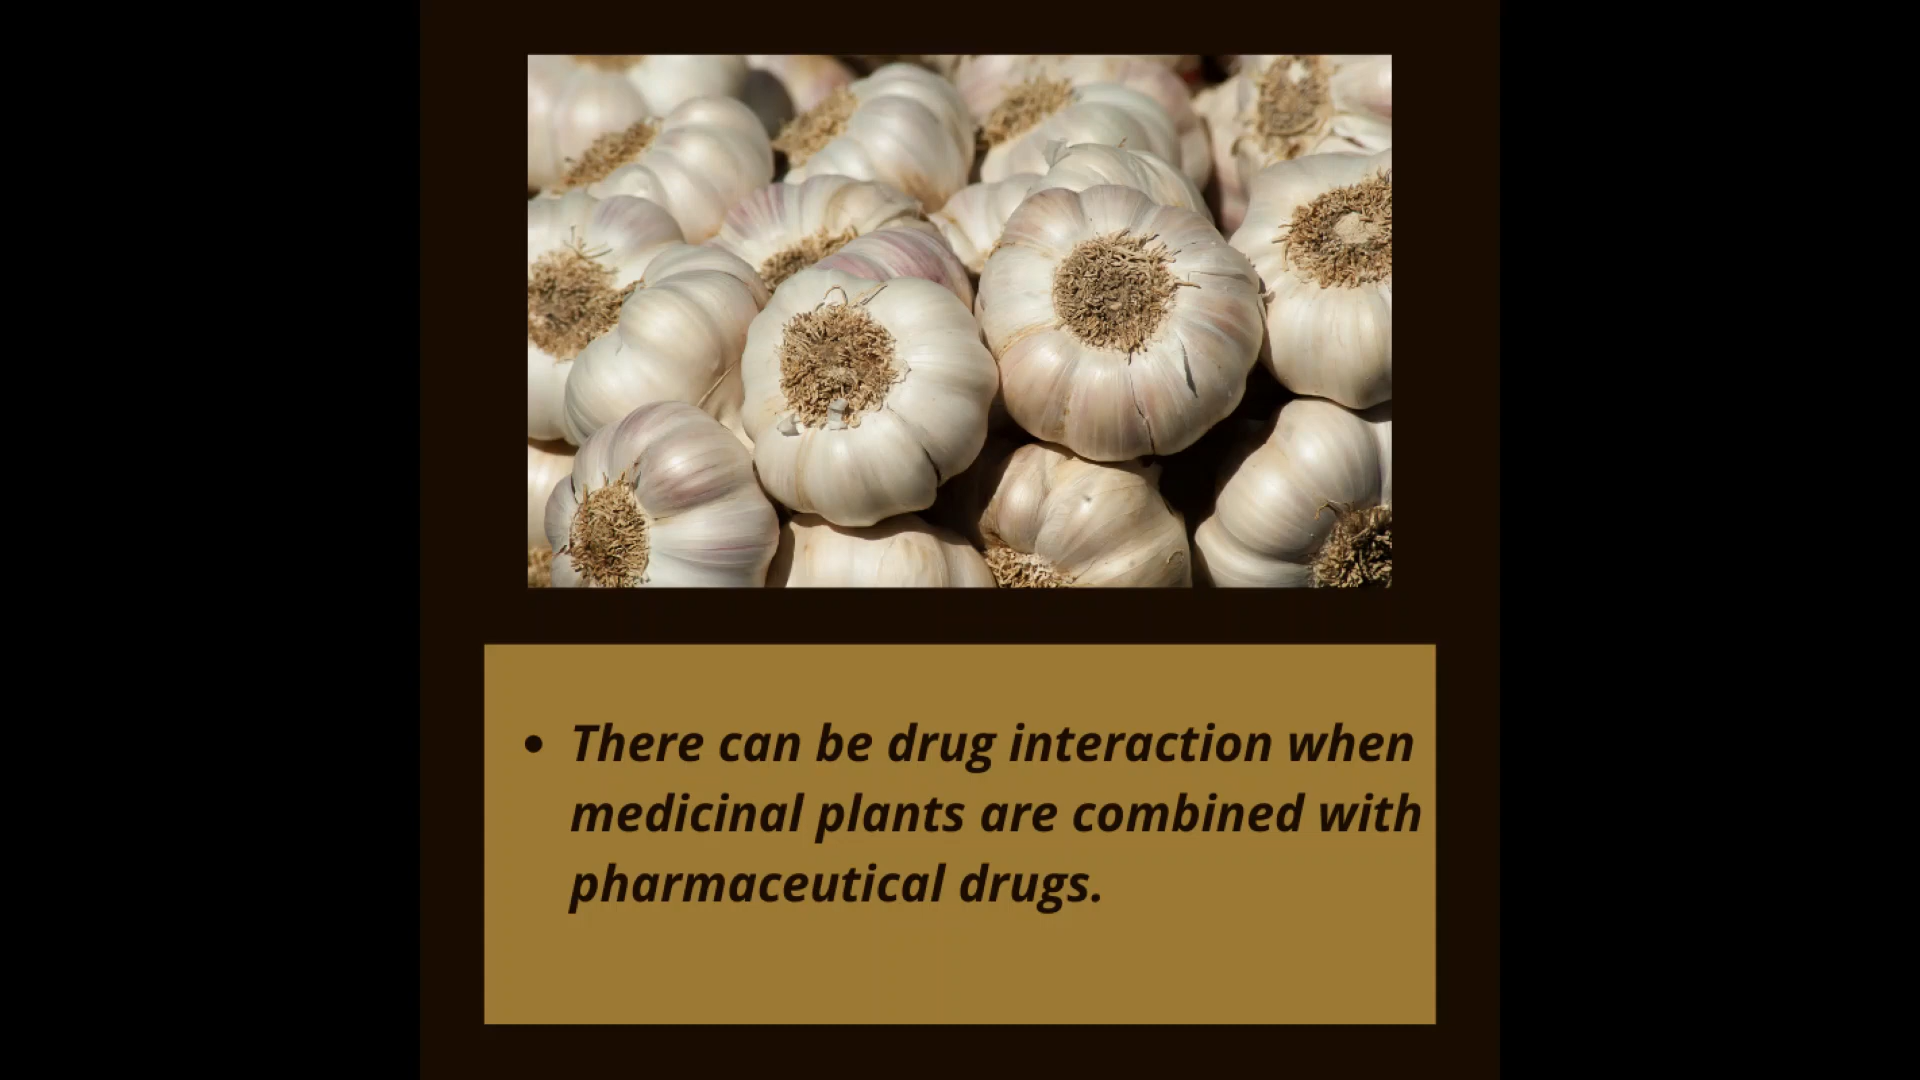 • There can be drug interaction when
medicinal plants are combined with
pharmaceutical drugs.